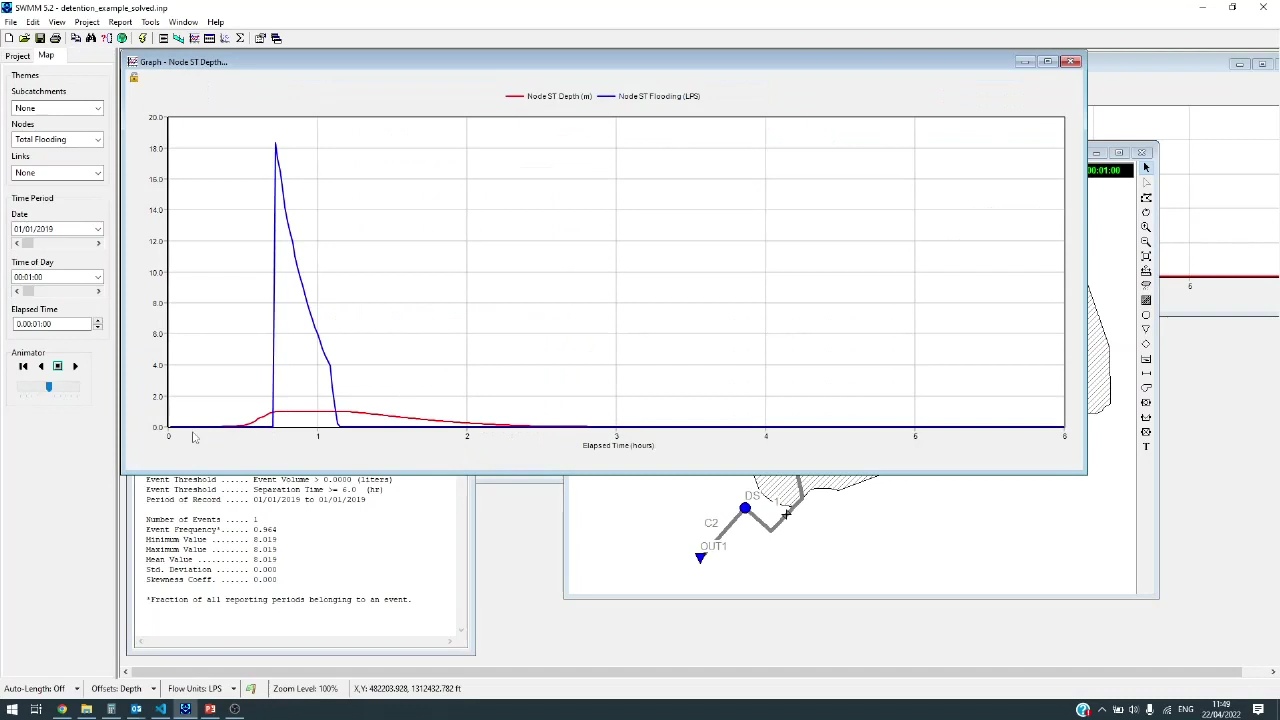 SWMM 5.2 - detention_example_solved.inp
File Edit View Project Report Tools Window Help
Project Map
Themes
Subcatchments
None
Nodes
Total Flooding
Links
None
Time Period
Date
01/01/2019
Time of Day
00:01:00
Elapsed Time
0.00:01:00
Animator
Graph - Node ST Depth...
Node ST Depth (m) Node ST Flooding (LPS)
20.0
18.0
16.0
14.0
12.0
10.0
8.0
6.0
4.0
2.0
0.0
0 1 2 3 4 5 6
Elapsed Time (hours)
00:01:00
6
Event Threshold ...... Event Volume > 0.0000 (liters)
Event Threshold ...... Separation Time >= 6.0 (hr)
Period of Record ..... 01/01/2019 to 01/01/2019
Number of Events ..... 1
Event Frequency*...... 0.964
Minimum Value ........ 8.019
Maximum Value ........ 8.019
Mean Value ........... 8.019
Std. Deviation ....... 0.000
Skewness Coeff. ...... 0.000
*Fraction of all reporting periods belonging to an event.
DS
1
C2
OUT1
T
Auto-Length: Off Offsets: Depth Flow Units: LPS Zoom Level: 100% X,Y: 482203.928, 1312432.782 ft
ENG
11:49
22/04/2022